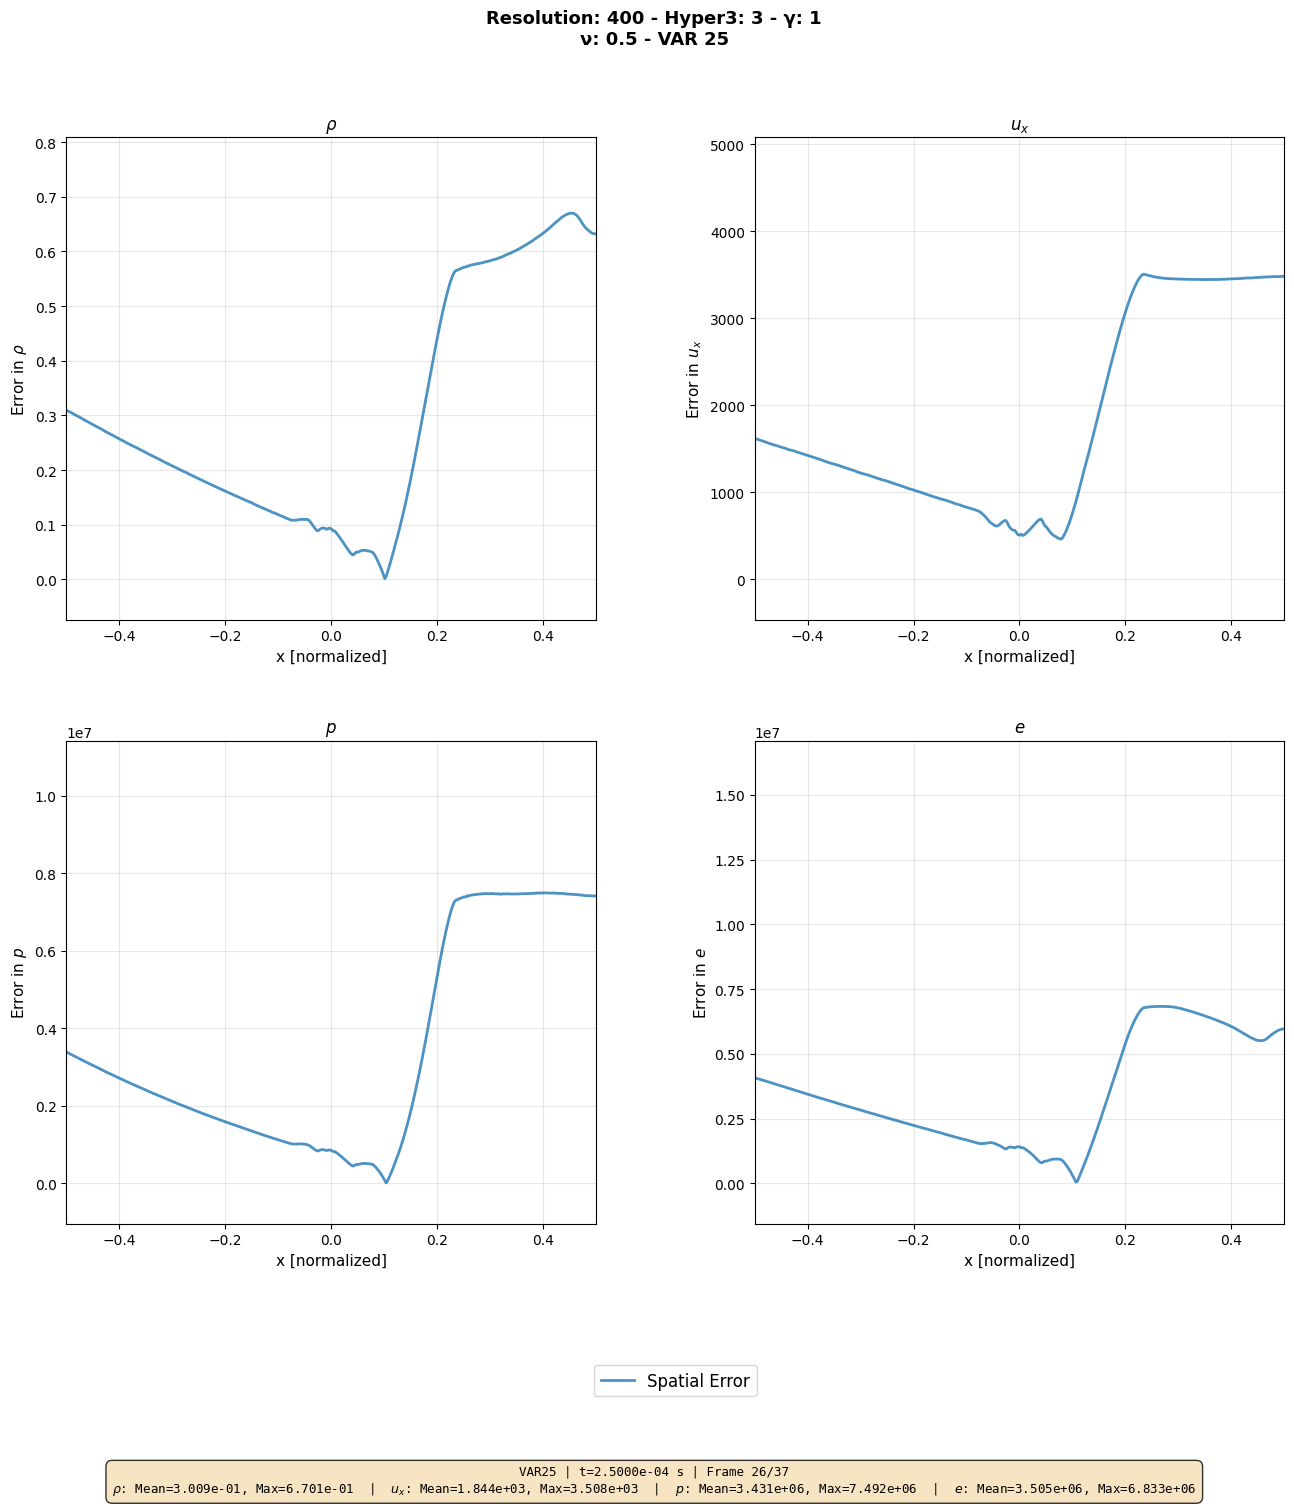 Resolution: 400 - Hyper3: 3 - γ: 1
ν: 0.5 - VAR 25
ρ
Error in ρ
0.8
0.7
0.6
0.5
0.4
0.3
0.2
0.1
0.0
−0.4 −0.2 0.0 0.2 0.4
x [normalized]
u_x
Error in u_x
5000
4000
3000
2000
1000
0
−0.4 −0.2 0.0 0.2 0.4
x [normalized]
p
1e7
Error in p
1.0
0.8
0.6
0.4
0.2
0.0
−0.4 −0.2 0.0 0.2 0.4
x [normalized]
e
1e7
Error in e
1.50
1.25
1.00
0.75
0.50
0.25
0.00
−0.4 −0.2 0.0 0.2 0.4
x [normalized]
Spatial Error
VAR25 | t=2.5000e-04 s | Frame 26/37
ρ: Mean=3.009e-01, Max=6.701e-01 | u_x: Mean=1.844e+03, Max=3.508e+03 | p: Mean=3.431e+06, Max=7.492e+06 | e: Mean=3.505e+06, Max=6.833e+06